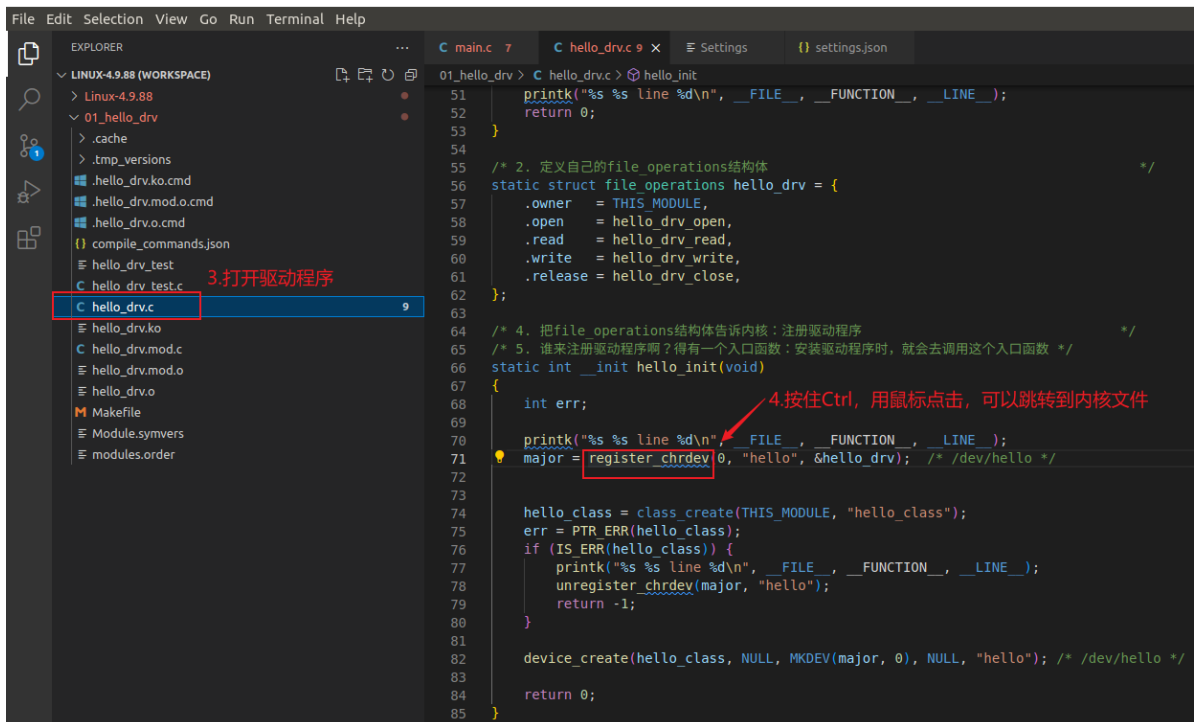 File Edit Selection View Go Run Terminal Help
EXPLORER
LINUX-4.9.88 (WORKSPACE)
Linux-4.9.88
01_hello_drv
.cache
.tmp_versions
.hello_drv.ko.cmd
.hello_drv.mod.o.cmd
.hello_drv.o.cmd
compile_commands.json
hello_drv_test
hello_drv_test.c
3.打开驱动程序
hello_drv.c 9
hello_drv.ko
hello_drv.mod.c
hello_drv.mod.o
hello_drv.o
Makefile
Module.symvers
modules.order
1
main.c 7 hello_drv.c 9 Settings {} settings.json
01_hello_drv > C hello_drv.c > hello_init
51 printk("%s %s line %d\n", __FILE__, __FUNCTION__, __LINE__);
52 return 0;
53 }
54
55 /* 2. 定义自己的file_operations结构体 */
56 static struct file_operations hello_drv = {
57 .owner = THIS_MODULE,
58 .open = hello_drv_open,
59 .read = hello_drv_read,
60 .write = hello_drv_write,
61 .release = hello_drv_close,
62 };
63
64 /* 4. 把file_operations结构体告诉内核：注册驱动程序 */
65 /* 5. 谁来注册驱动程序啊？得有一个入口函数：安装驱动程序时，就会去调用这个入口函数 */
66 static int __init hello_init(void)
67 {
68 int err;
4.按住Ctrl，用鼠标点击，可以跳转到内核文件
69
70 printk("%s %s line %d\n", __FILE__, __FUNCTION__, __LINE__);
71 major = register_chrdev(0, "hello", &hello_drv); /* /dev/hello */
72
73
74 hello_class = class_create(THIS_MODULE, "hello_class");
75 err = PTR_ERR(hello_class);
76 if (IS_ERR(hello_class)) {
77 printk("%s %s line %d\n", __FILE__, __FUNCTION__, __LINE__);
78 unregister_chrdev(major, "hello");
79 return -1;
80 }
81
82 device_create(hello_class, NULL, MKDEV(major, 0), NULL, "hello"); /* /dev/hello */
83
84 return 0;
85 }